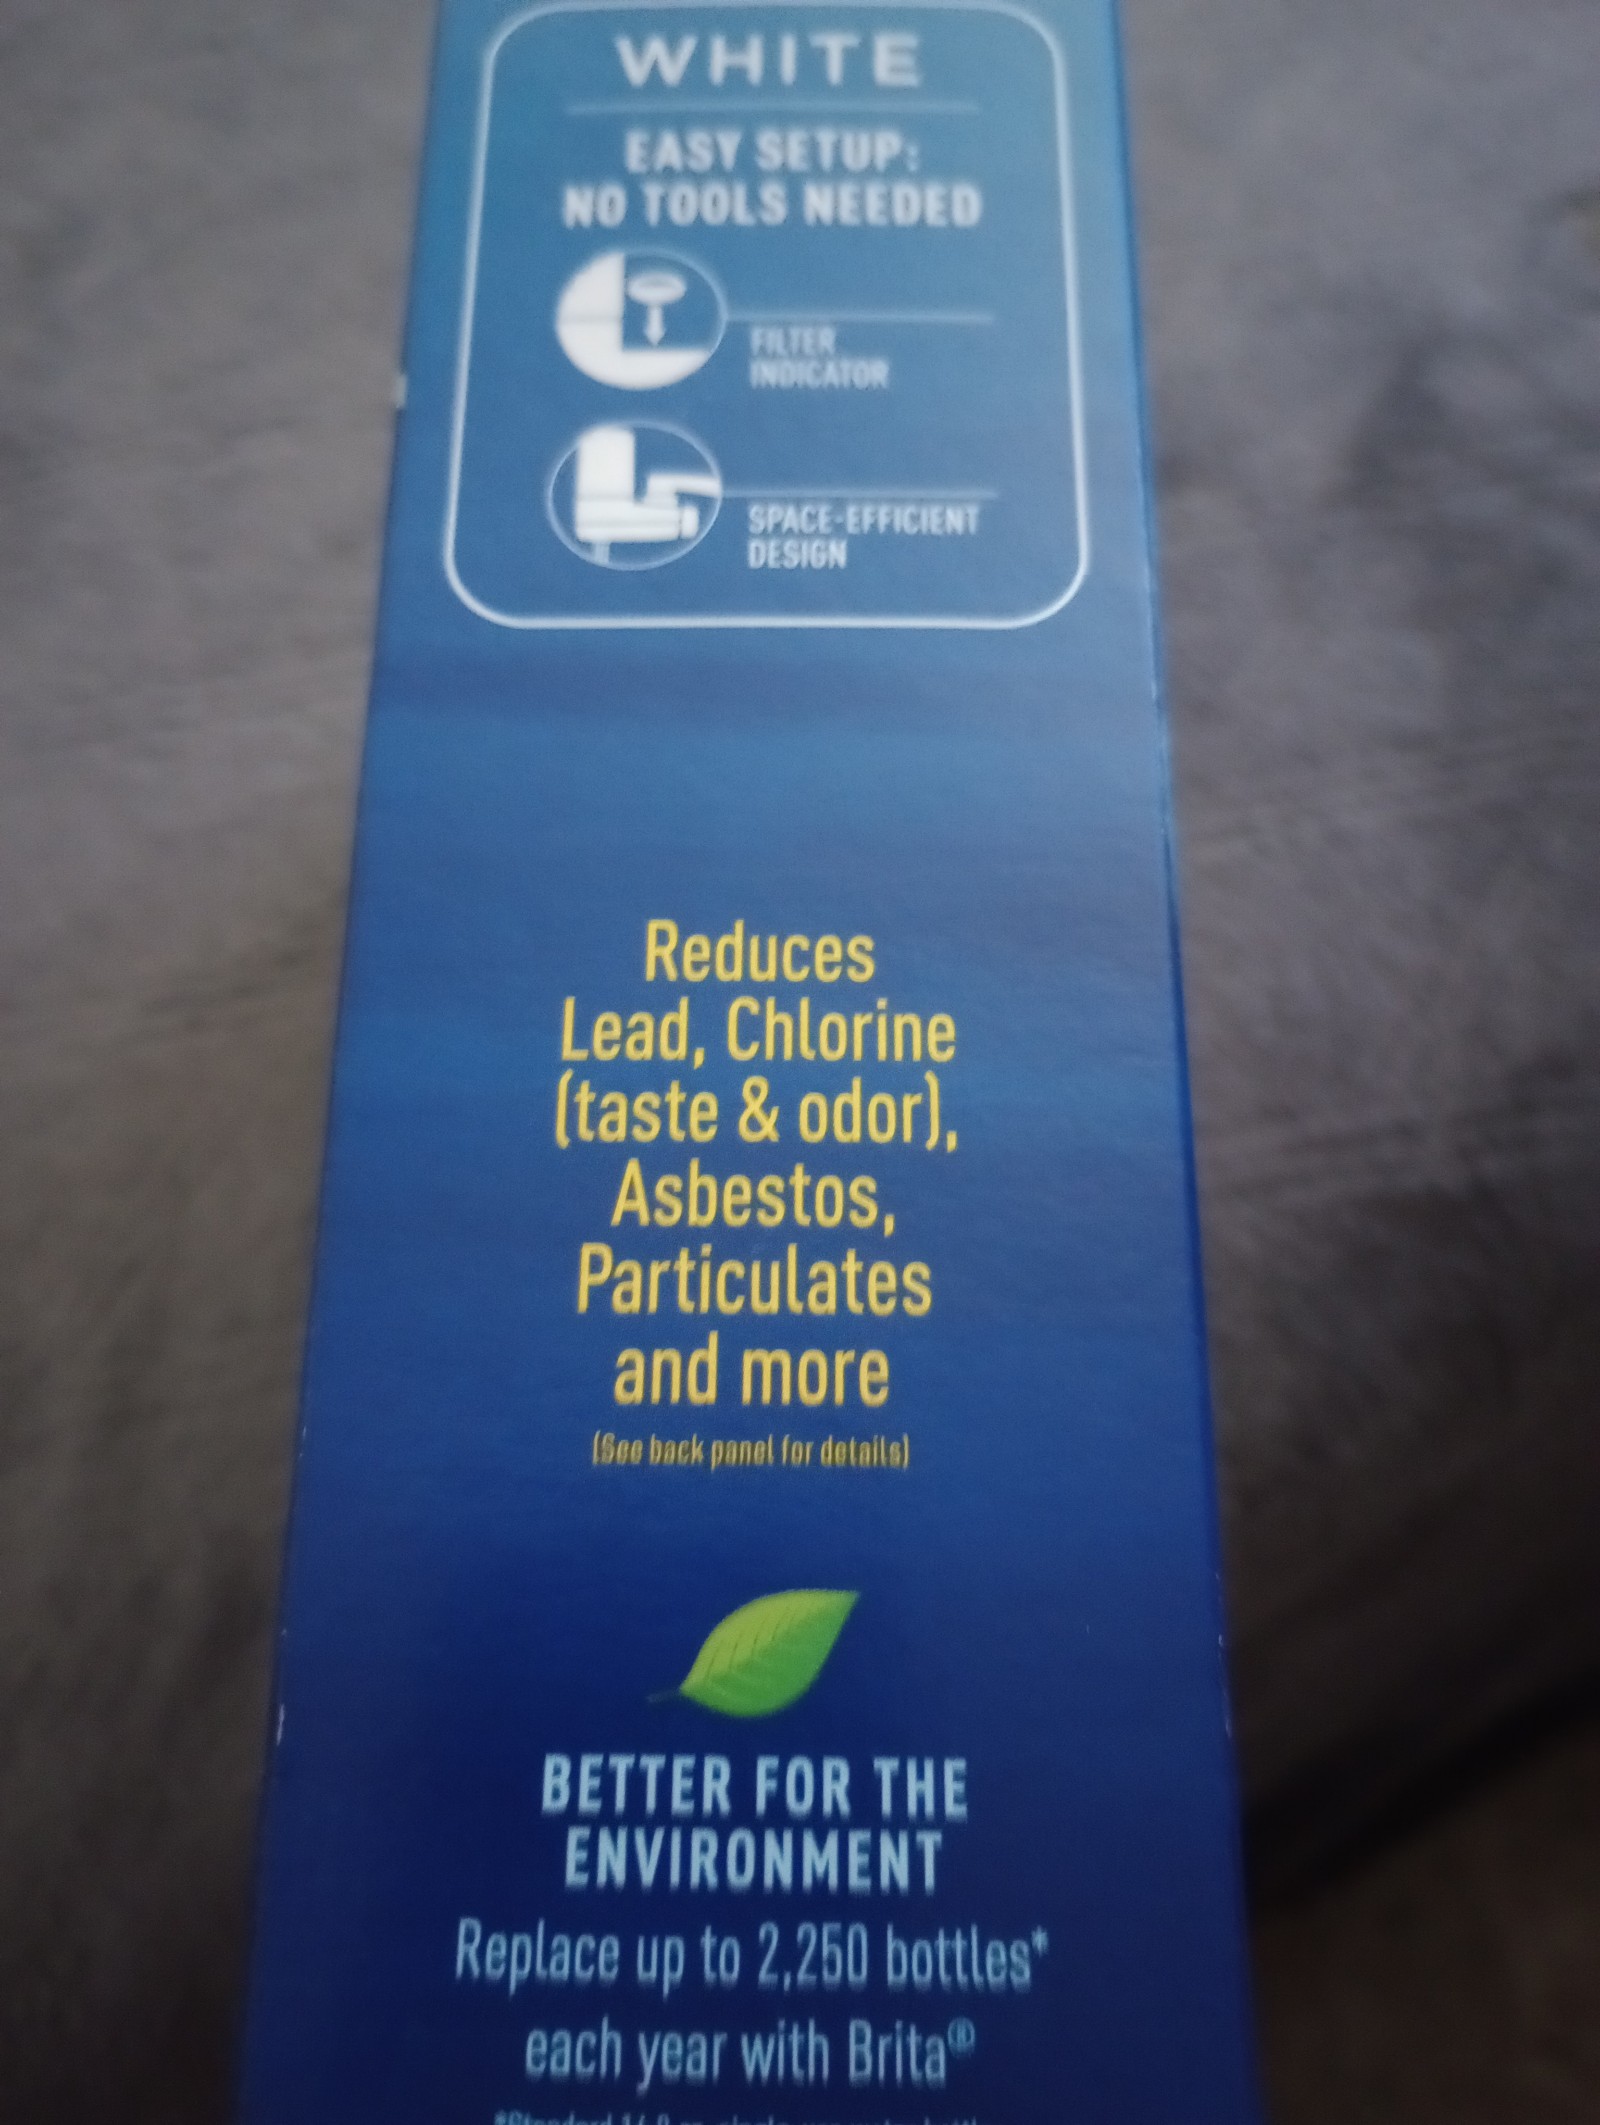 WHITE
EASY SETUP:
NO TOOLS NEEDED
FILTER
INDICATOR
SPACE-EFFICIENT
DESIGN
Reduces
Lead, Chlorine
(taste & odor),
Asbestos,
Particulates
and more
(See back panel for details)
BETTER FOR THE
ENVIRONMENT
Replace up to 2,250 bottles*
each year with Brita®